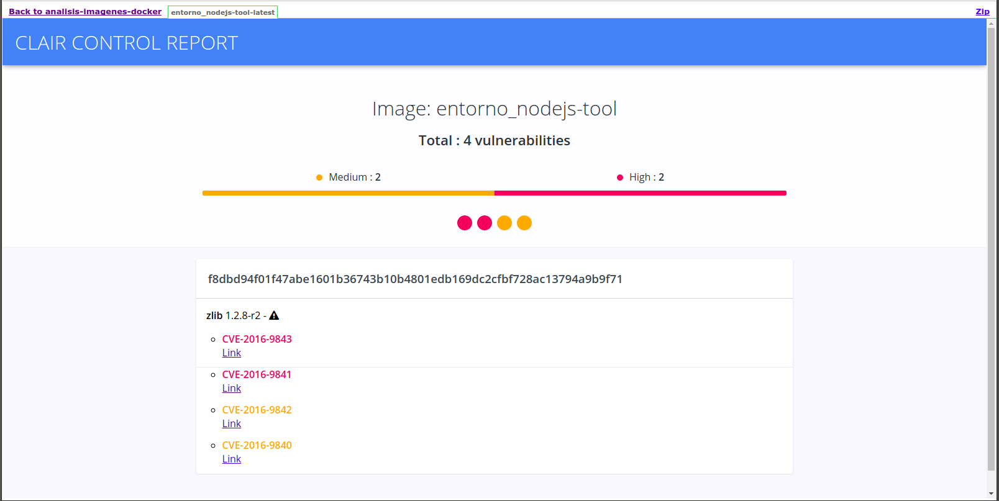 Back to analisis-imagenes-docker entorno_nodejs-tool-latest Zip
CLAIR CONTROL REPORT
Image: entorno_nodejs-tool
Total : 4 vulnerabilities
Medium : 2 High : 2
f8dbd94f01f47abe1601b36743b10b4801edb169dc2cfbf728ac13794a9b9f71
zlib 1.2.8-r2 -
CVE-2016-9843
Link
CVE-2016-9841
Link
CVE-2016-9842
Link
CVE-2016-9840
Link